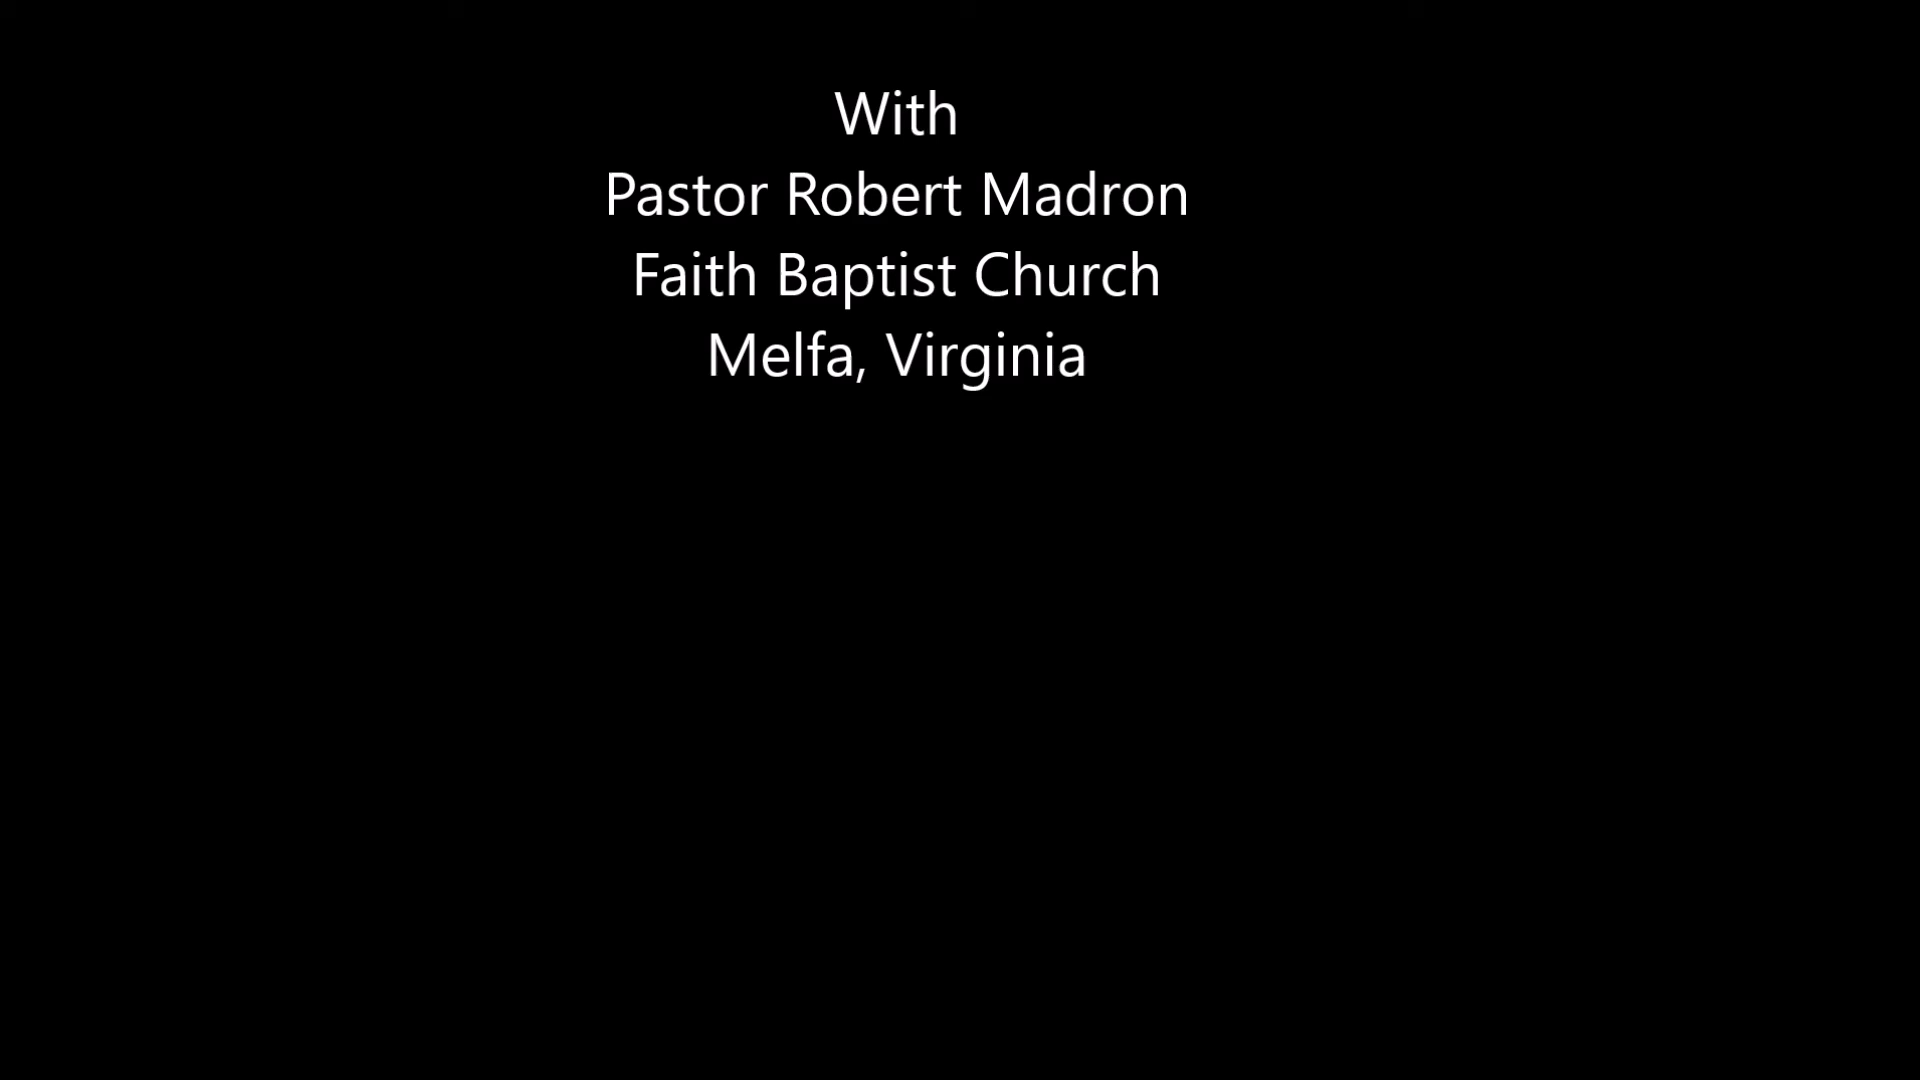 With
Pastor Robert Madron
Faith Baptist Church
Melfa, Virginia